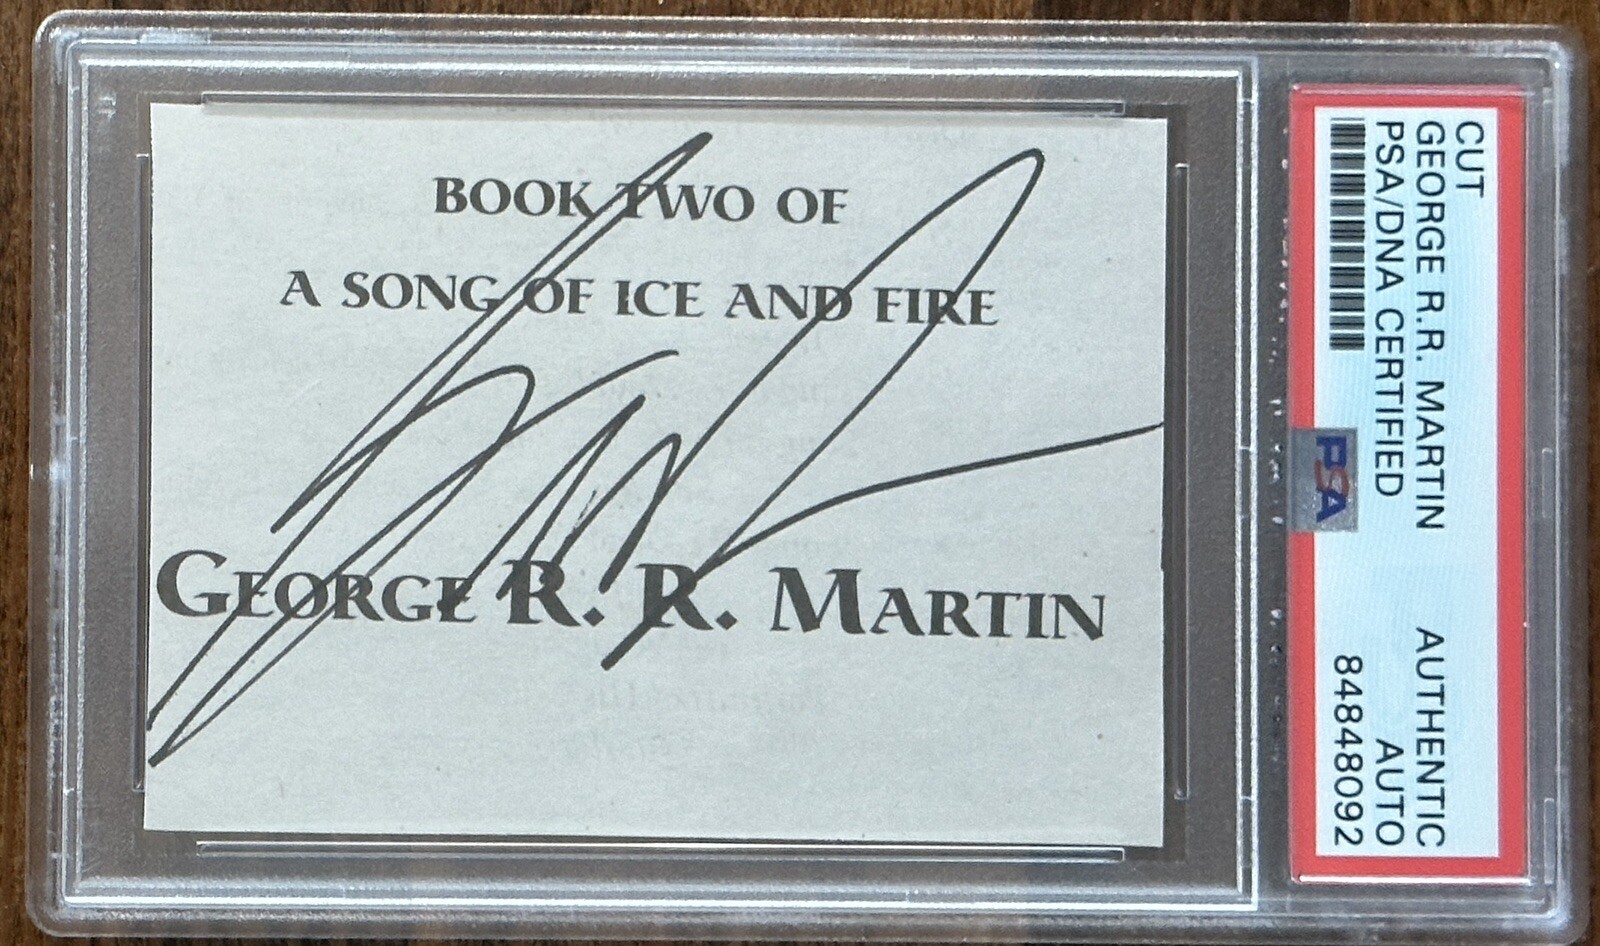 BOOK TWO OF
A SONG OF ICE AND FIRE
GEORGE R. R. MARTIN
CUT
GEORGE R.R. MARTIN AUTHENTIC
PSA/DNA CERTIFIED AUTO
84848092
PSA